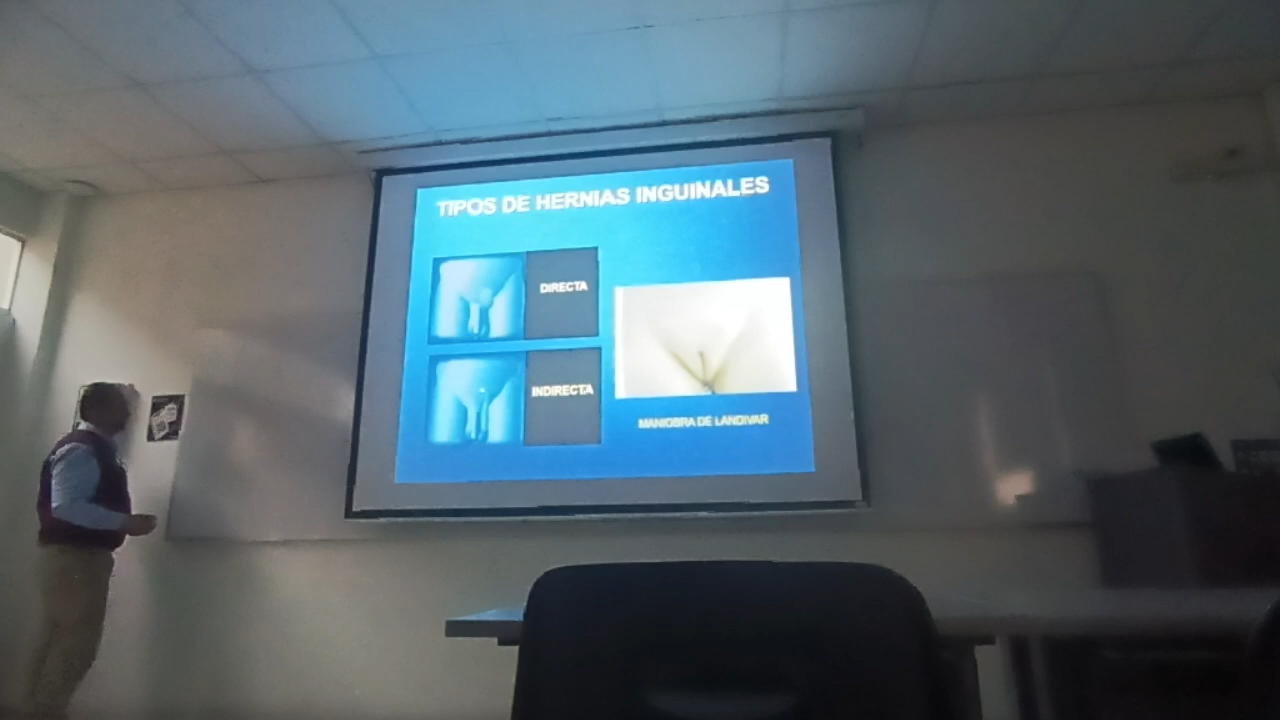 TIPOS DE HERNIAS INGUINALES
DIRECTA
INDIRECTA
MANIOBRA DE LANDIVAR